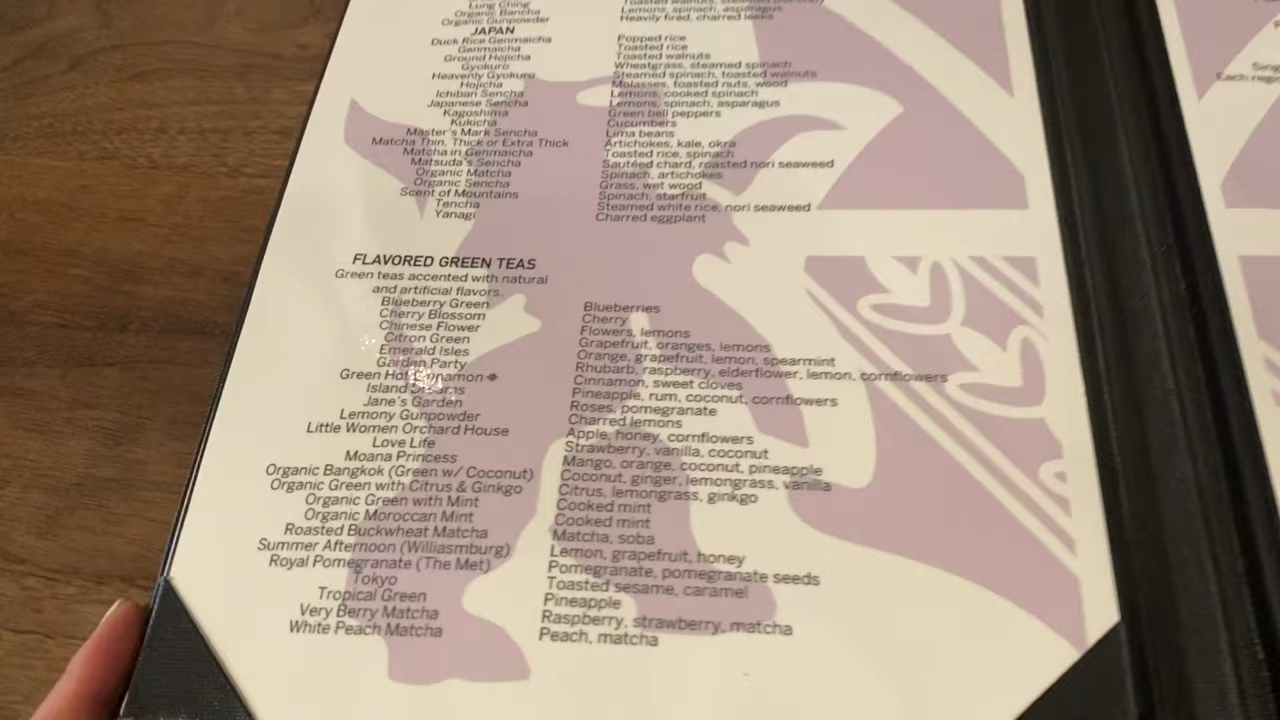 Lung Ching
Organic Bancha Lemons, spinach, asparagus
Organic Gunpowder Heavily fired, charred leeks
JAPAN
Duck Rice Genmaicha Popped rice
Genmaicha Toasted rice
Ground Hojicha Toasted walnuts
Gyokuro Wheatgrass, steamed spinach
Heavenly Gyokuro Steamed spinach, toasted walnuts
Hojicha Molasses, toasted nuts, wood
Ichiban Sencha Lemons, cooked spinach
Japanese Sencha Lemons, spinach, asparagus
Kagoshima Green bell peppers
Kukicha Cucumbers
Master's Mark Sencha Lima beans
Matcha Thin, Thick or Extra Thick Artichokes, kale, okra
Matcha in Genmaicha Toasted rice, spinach
Matsuda's Sencha Sautéed chard, roasted nori seaweed
Organic Matcha Spinach, artichokes
Organic Sencha Grass, wet wood
Scent of Mountains Spinach, starfruit
Tencha Steamed white rice, nori seaweed
Yanagi Charred eggplant
FLAVORED GREEN TEAS
Green teas accented with natural
and artificial flavors.
Blueberry Green Blueberries
Cherry Blossom Cherry
Chinese Flower Flowers, lemons
Citron Green Grapefruit, oranges, lemons
Emerald Isles Orange, grapefruit, lemon, spearmint
Garden Party Rhubarb, raspberry, elderflower, lemon, cornflowers
Green Hot Cinnamon Cinnamon, sweet cloves
Island Dreams Pineapple, rum, coconut, cornflowers
Jane's Garden Roses, pomegranate
Lemony Gunpowder Charred lemons
Little Women Orchard House Apple, honey, cornflowers
Love Life Strawberry, vanilla, coconut
Moana Princess Mango, orange, coconut, pineapple
Organic Bangkok (Green w/ Coconut) Coconut, ginger, lemongrass, vanilla
Organic Green with Citrus & Ginkgo Citrus, lemongrass, ginkgo
Organic Green with Mint Cooked mint
Organic Moroccan Mint Cooked mint
Roasted Buckwheat Matcha Matcha, soba
Summer Afternoon (Williasmburg) Lemon, grapefruit, honey
Royal Pomegranate (The Met) Pomegranate, pomegranate seeds
Tokyo Toasted sesame, caramel
Tropical Green Pineapple
Very Berry Matcha Raspberry, strawberry, matcha
White Peach Matcha Peach, matcha
Each